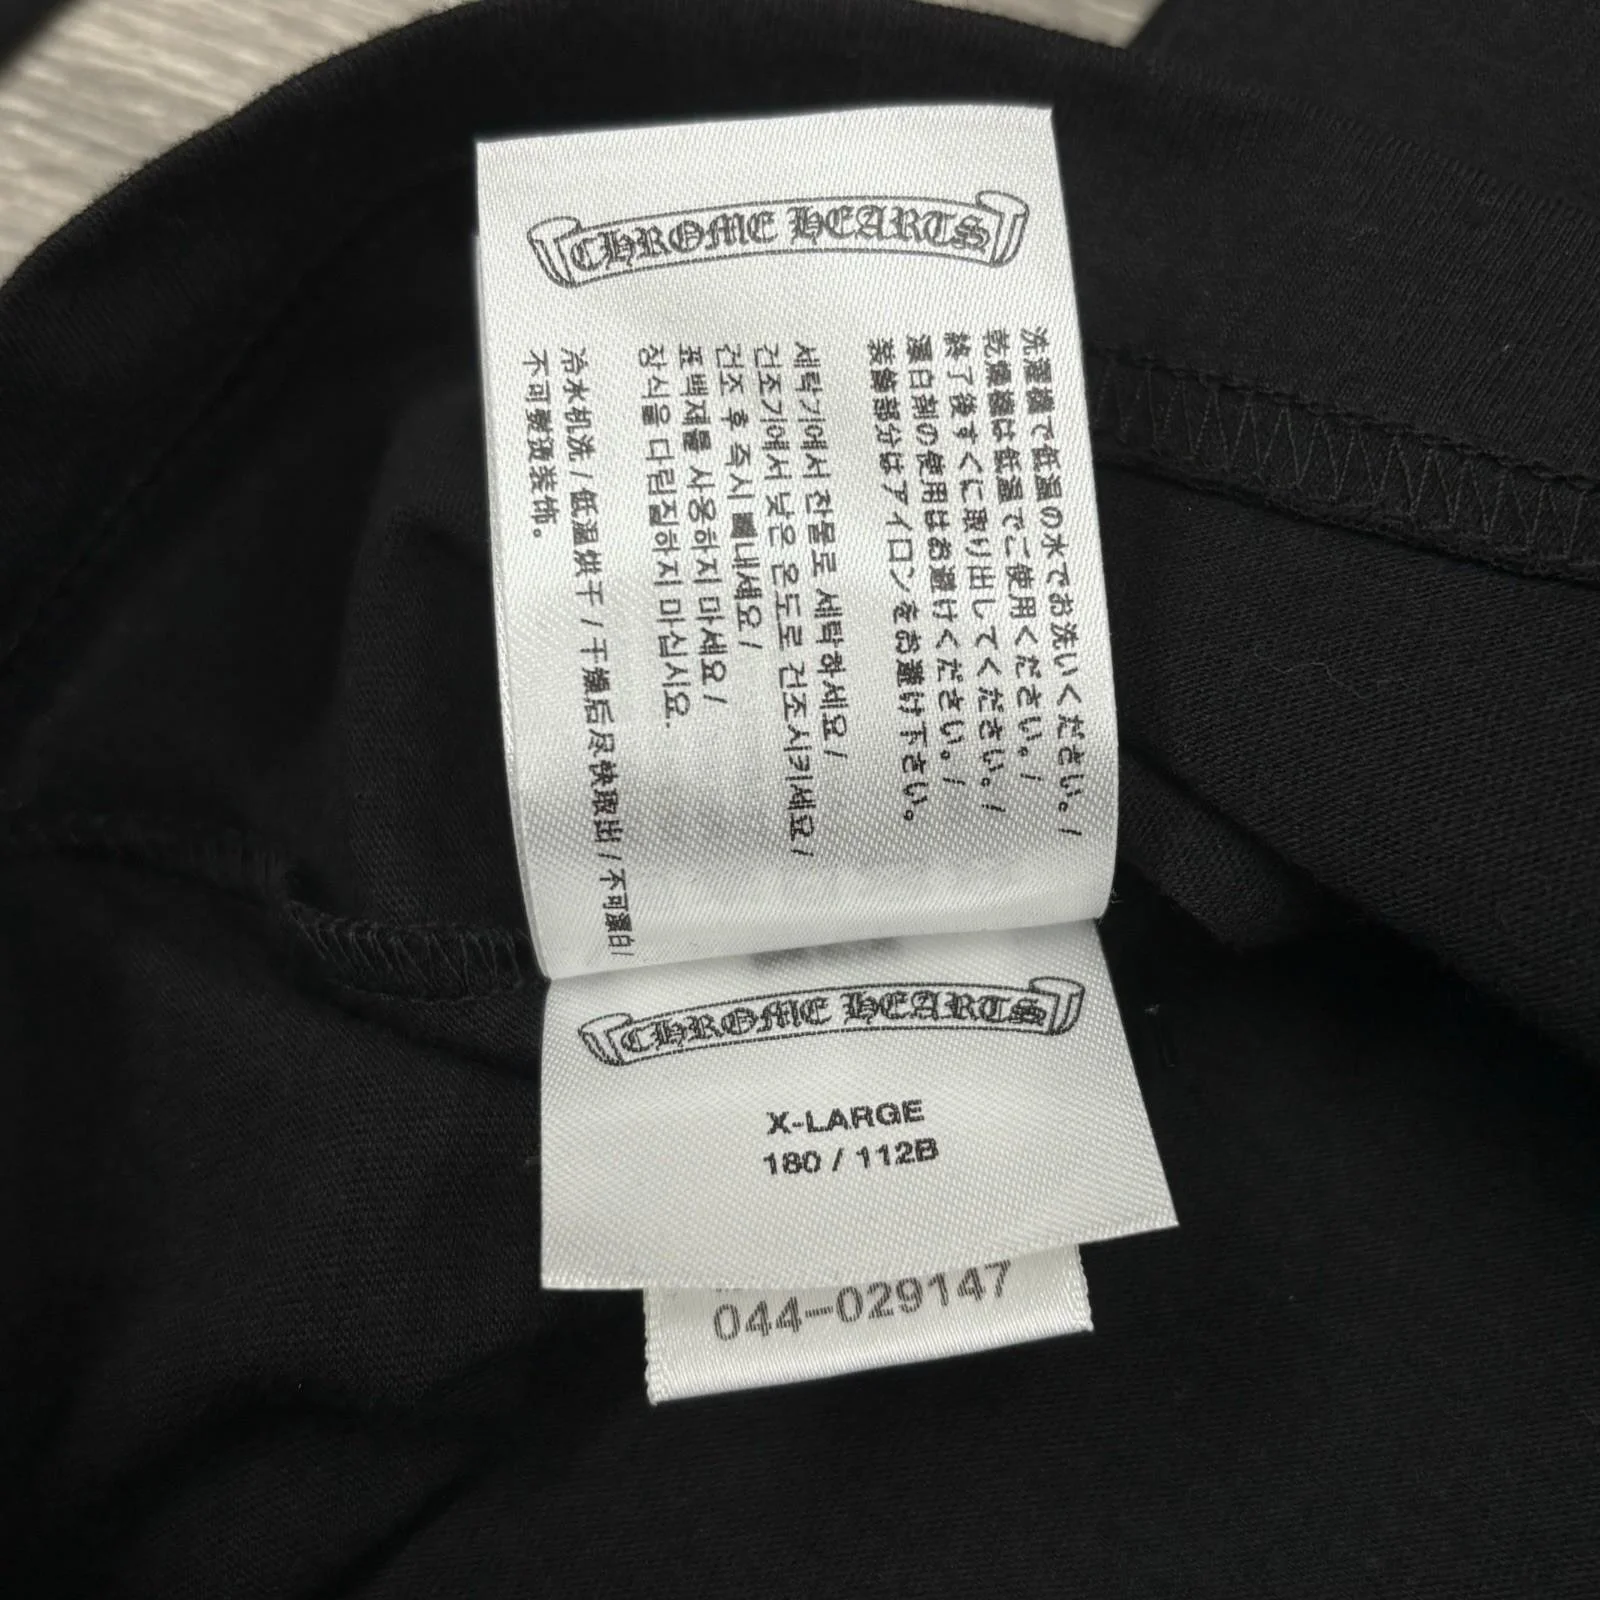 CHROME HEARTS
洗濯機で低温の水でお洗いください。/
乾燥機は低温でご使用ください。/
終了後すぐに取り出してください。/
漂白剤の使用はお避けください。/
装飾部分はアイロンをお避け下さい。
세탁기에서 찬물로 세탁하세요/
건조기에서 낮은 온도로 건조시키세요/
건조 후 즉시 빼내세요/
표백제를 사용하지 마세요/
장식을 다림질하지 마십시요.
冷水机洗/低温烘干/干燥后尽快取出/不可漂白/
不可熨烫装饰。
CHROME HEARTS
X-LARGE
180 / 112B
044-029147